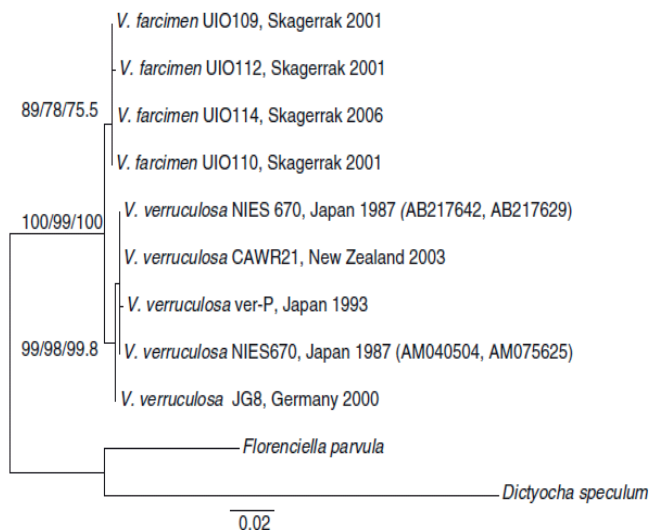 V. farcimen UIO109, Skagerrak 2001
V. farcimen UIO112, Skagerrak 2001
89/78/75.5
V. farcimen UIO114, Skagerrak 2006
V. farcimen UIO110, Skagerrak 2001
V. verruculosa NIES 670, Japan 1987 (AB217642, AB217629)
100/99/100
V. verruculosa CAWR21, New Zealand 2003
V. verruculosa ver-P, Japan 1993
99/98/99.8
V. verruculosa NIES670, Japan 1987 (AM040504, AM075625)
V. verruculosa JG8, Germany 2000
Florenciella parvula
Dictyocha speculum
0.02